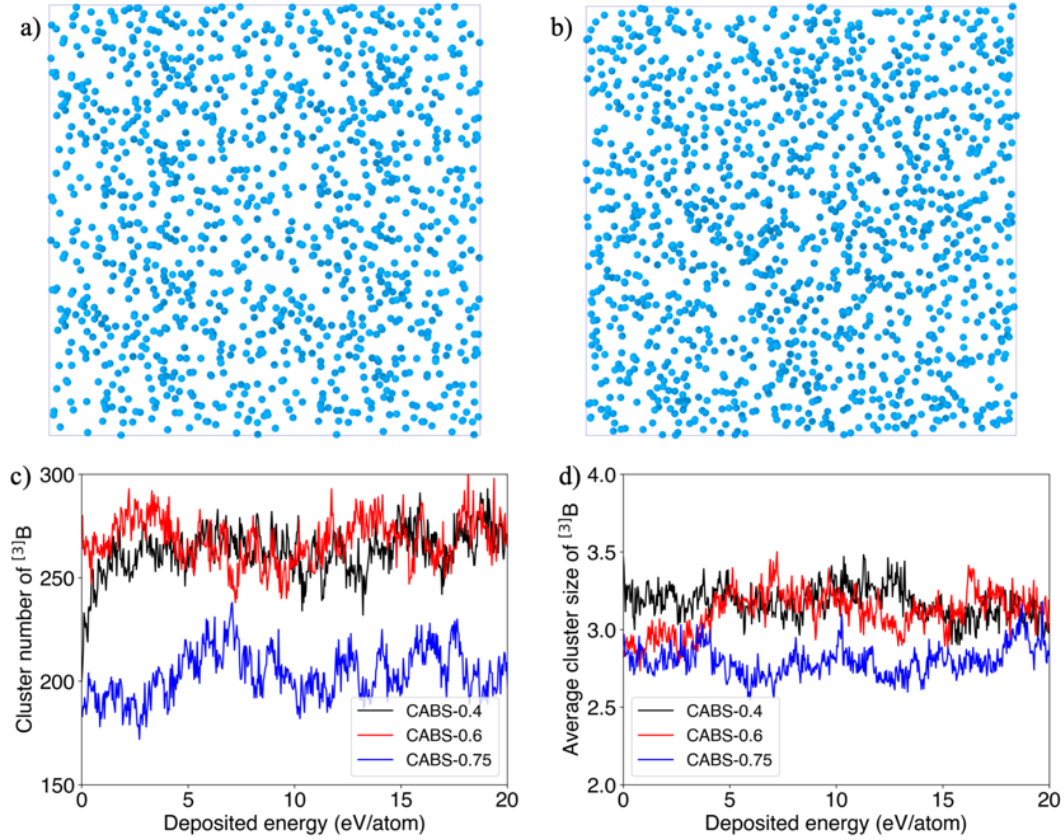 a)
b)
c)
Cluster number of [3]B
300
250
200
150
0
5
10
15
20
CABS-0.4
CABS-0.6
CABS-0.75
Deposited energy (eV/atom)
d)
Average cluster size of [3]B
4.0
3.5
3.0
2.5
2.0
0
5
10
15
20
CABS-0.4
CABS-0.6
CABS-0.75
Deposited energy (eV/atom)